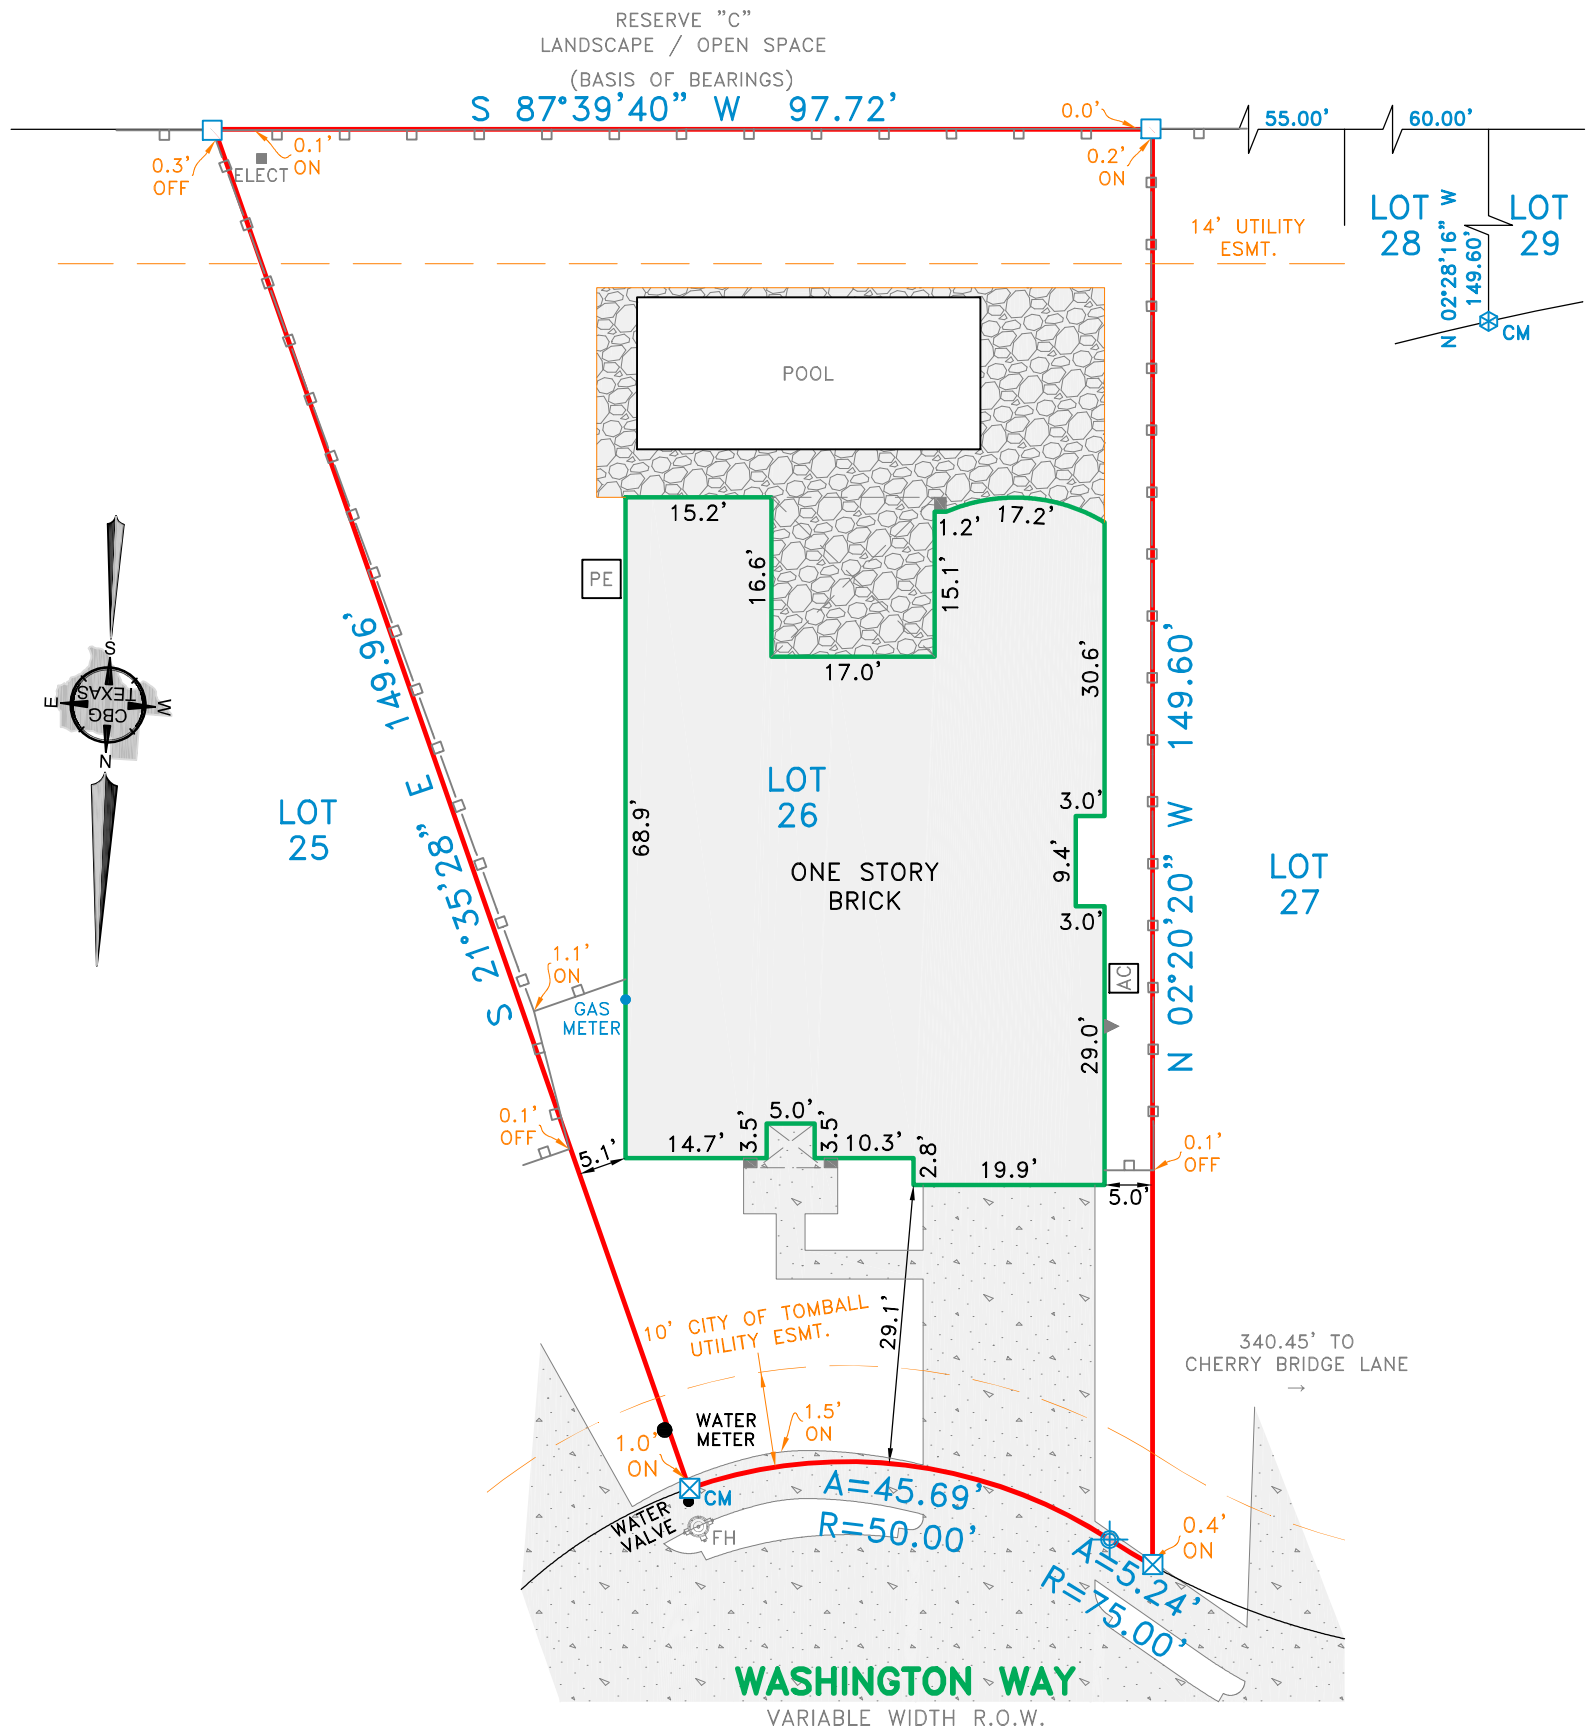 RESERVE "C"
LANDSCAPE / OPEN SPACE
(BASIS OF BEARINGS)
S 87°39'40" W 97.72'
0.0'
55.00'
60.00'
0.3'
OFF
0.1'
ON
ELECT
0.2'
ON
14' UTILITY
ESMT.
LOT
28
N 02°28'16" W
149.60'
LOT
29
CM
POOL
15.2'
1.2'
17.2'
PE
16.6'
15.1'
17.0'
30.6'
S
E
W
N
TEXAS
CBG
S 21°35'28" E 149.96'
N 02°20'20" W 149.60'
LOT
25
LOT
26
68.9'
3.0'
9.4'
3.0'
ONE STORY
BRICK
LOT
27
1.1'
ON
GAS
METER
AC
29.0'
0.1'
OFF
5.1'
14.7'
3.5'
5.0'
3.5'
10.3'
2.8'
19.9'
5.0'
0.1'
OFF
10' CITY OF TOMBALL
UTILITY ESMT.
29.1'
340.45' TO
CHERRY BRIDGE LANE
→
WATER
METER
1.5'
ON
1.0'
ON
CM
WATER
VALVE
FH
A=45.69'
R=50.00'
0.4'
ON
A=5.24'
R=75.00'
WASHINGTON WAY
VARIABLE WIDTH R.O.W.